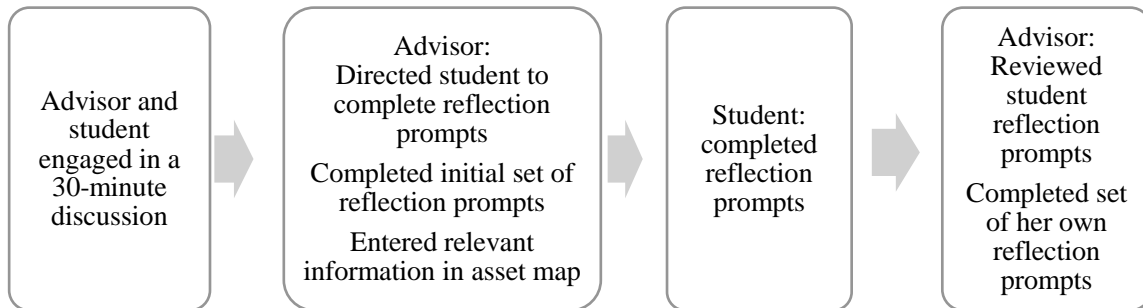 Advisor and
student
engaged in a
30-minute
discussion
Advisor:
Directed student to
complete reflection
prompts
Completed initial set of
reflection prompts
Entered relevant
information in asset map
Student:
completed
reflection
prompts
Advisor:
Reviewed
student
reflection
prompts
Completed set
of her own
reflection
prompts